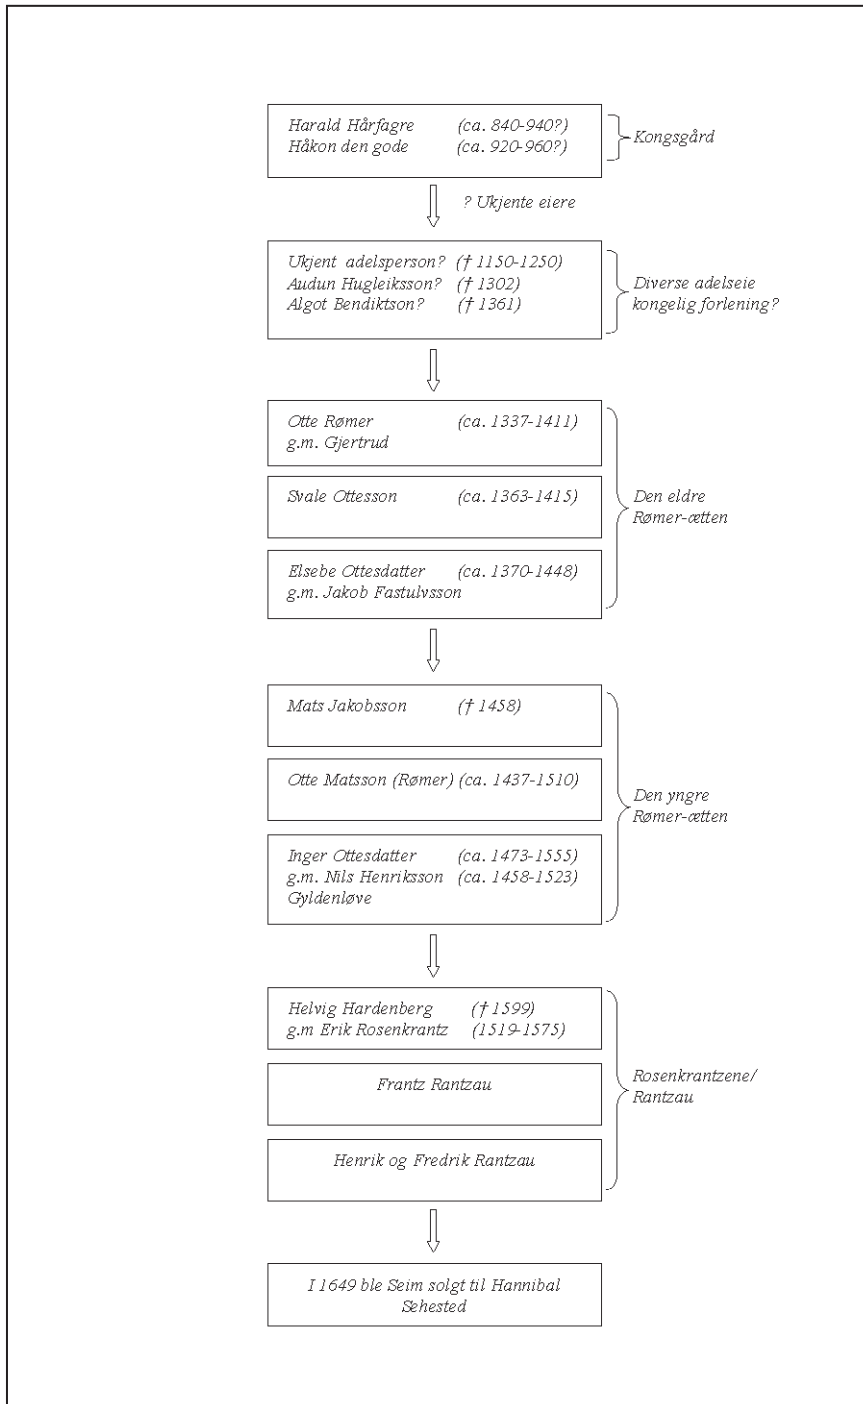 Harald Hårfagre (ca. 840-940?)
Håkon den gode (ca. 920-960?)
Kongsgård
? Ukjente eiere
Ukjent adelsperson? († 1150-1250)
Audun Hugleiksson? († 1302)
Algot Bendiktson? († 1361)
Diverse adelseie
kongelig forlening?
Otte Rømer (ca. 1337-1411)
g.m. Gjertrud
Svale Ottesson (ca. 1363-1415)
Elsebe Ottesdatter (ca. 1370-1448)
g.m. Jakob Fastulvsson
Den eldre
Rømer-ætten
Mats Jakobsson († 1458)
Otte Matsson (Rømer) (ca. 1437-1510)
Inger Ottesdatter (ca. 1473-1555)
g.m. Nils Henriksson (ca. 1458-1523)
Gyldenløve
Den yngre
Rømer-ætten
Helvig Hardenberg († 1599)
g.m Erik Rosenkrantz (1519-1575)
Frantz Rantzau
Henrik og Fredrik Rantzau
Rosenkrantzene/
Rantzau
I 1649 ble Seim solgt til Hannibal
Sehested